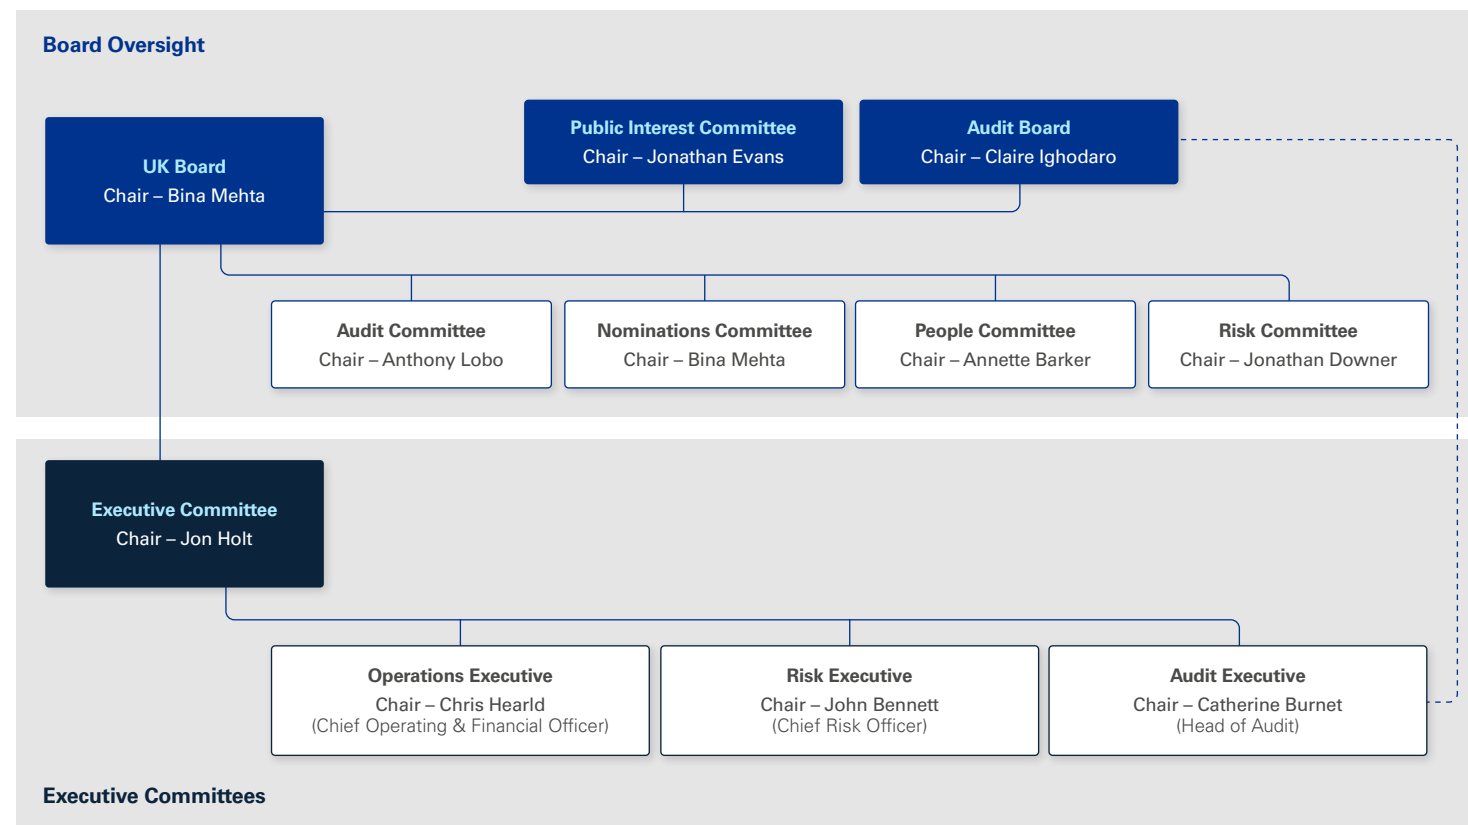 Board Oversight
UK Board
Chair – Bina Mehta
Public Interest Committee
Chair – Jonathan Evans
Audit Board
Chair – Claire Ighodaro
Audit Committee
Chair – Anthony Lobo
Nominations Committee
Chair – Bina Mehta
People Committee
Chair – Annette Barker
Risk Committee
Chair – Jonathan Downer
Executive Committee
Chair – Jon Holt
Operations Executive
Chair – Chris Hearld
(Chief Operating & Financial Officer)
Risk Executive
Chair – John Bennett
(Chief Risk Officer)
Audit Executive
Chair – Catherine Burnet
(Head of Audit)
Executive Committees